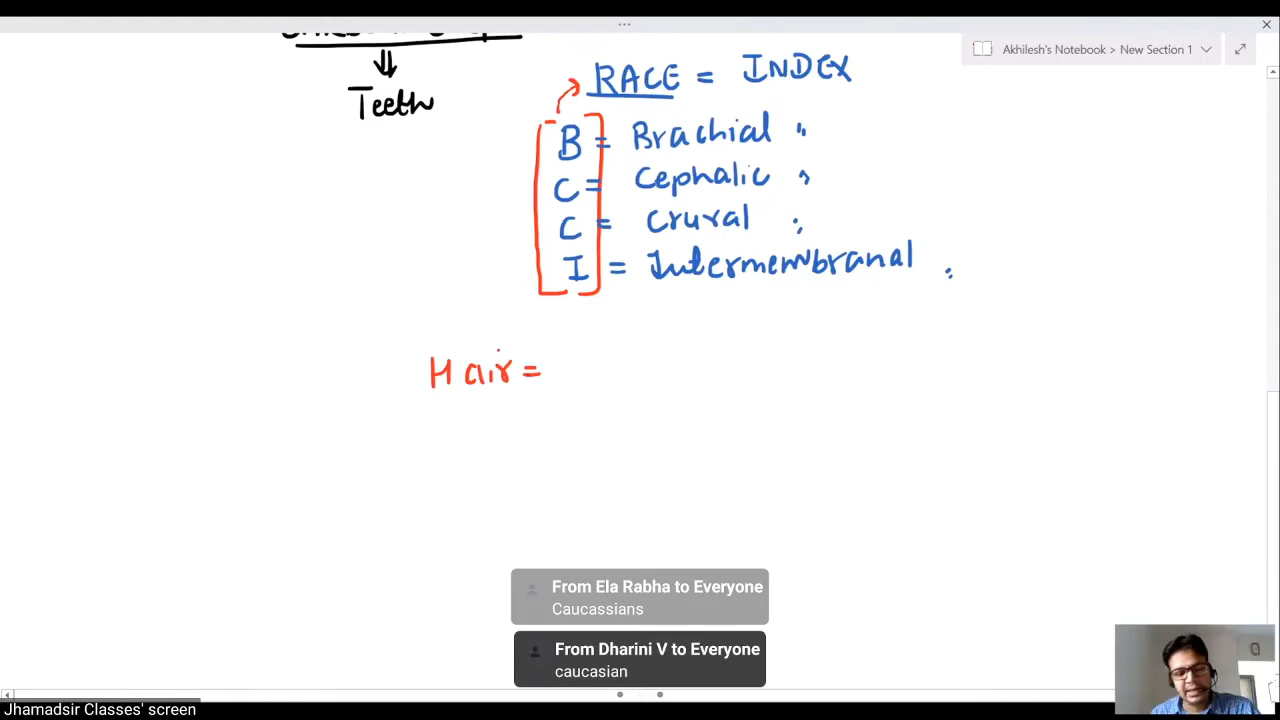 Akhilesh's Notebook > New Section 1
Teeth
RACE = INDEX
B = Brachial "
C = Cephalic "
C = Crural "
I = Intermembranal "
Hair =
From Ela Rabha to Everyone
Caucassians
From Dharini V to Everyone
caucasian
Jhamadsir Classes' screen